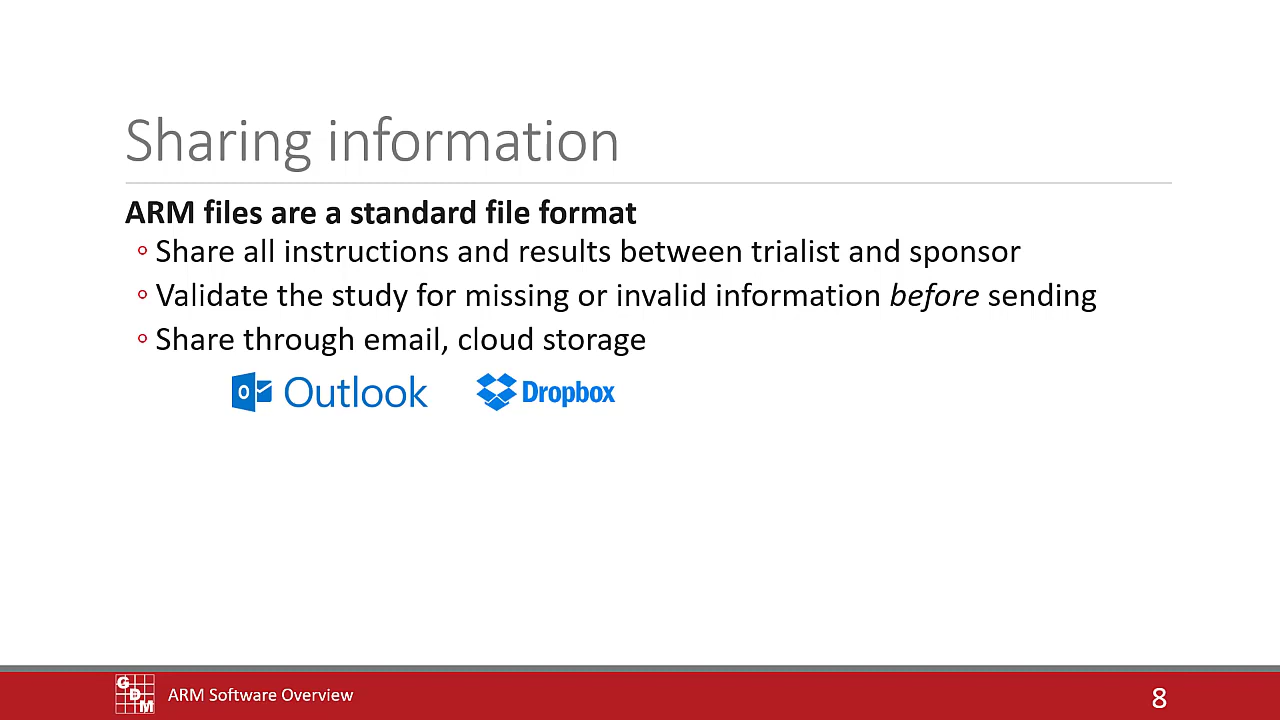 Sharing information
ARM files are a standard file format
◦ Share all instructions and results between trialist and sponsor
◦ Validate the study for missing or invalid information before sending
◦ Share through email, cloud storage
O Outlook Dropbox
GDM ARM Software Overview 8